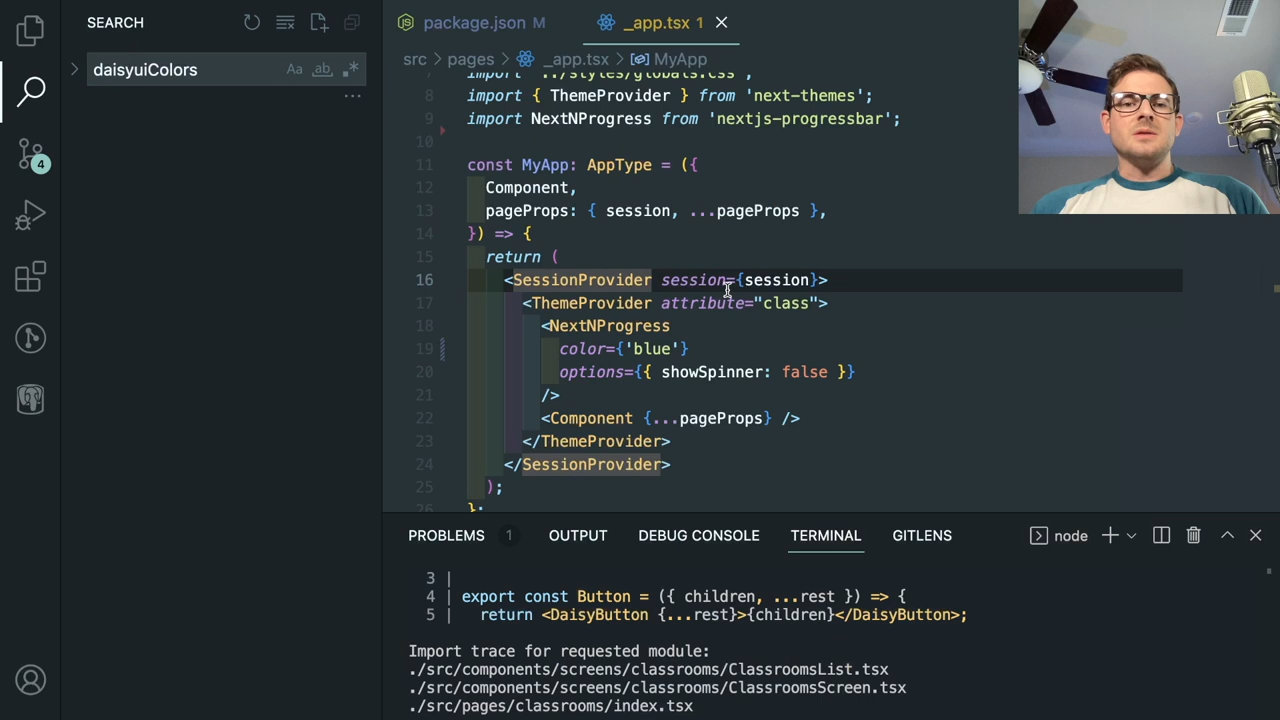 SEARCH
daisyuiColors
Aa
ab
...
4
package.json M
_app.tsx 1
src > pages > _app.tsx > MyApp
7 import '../styles/globals.css';
8 import { ThemeProvider } from 'next-themes';
9 import NextNProgress from 'nextjs-progressbar';
10
11 const MyApp: AppType = ({
12 Component,
13 pageProps: { session, ...pageProps },
14 }) => {
15 return (
16 <SessionProvider session={session}>
17 <ThemeProvider attribute="class">
18 <NextNProgress
19 color={'blue'}
20 options={{ showSpinner: false }}
21 />
22 <Component {...pageProps} />
23 </ThemeProvider>
24 </SessionProvider>
25 );
26 };
PROBLEMS 1 OUTPUT DEBUG CONSOLE TERMINAL GITLENS node
3 |
4 | export const Button = ({ children, ...rest }) => {
5 | return <DaisyButton {...rest}>{children}</DaisyButton>;
Import trace for requested module:
./src/components/screens/classrooms/ClassroomsList.tsx
./src/components/screens/classrooms/ClassroomsScreen.tsx
./src/pages/classrooms/index.tsx